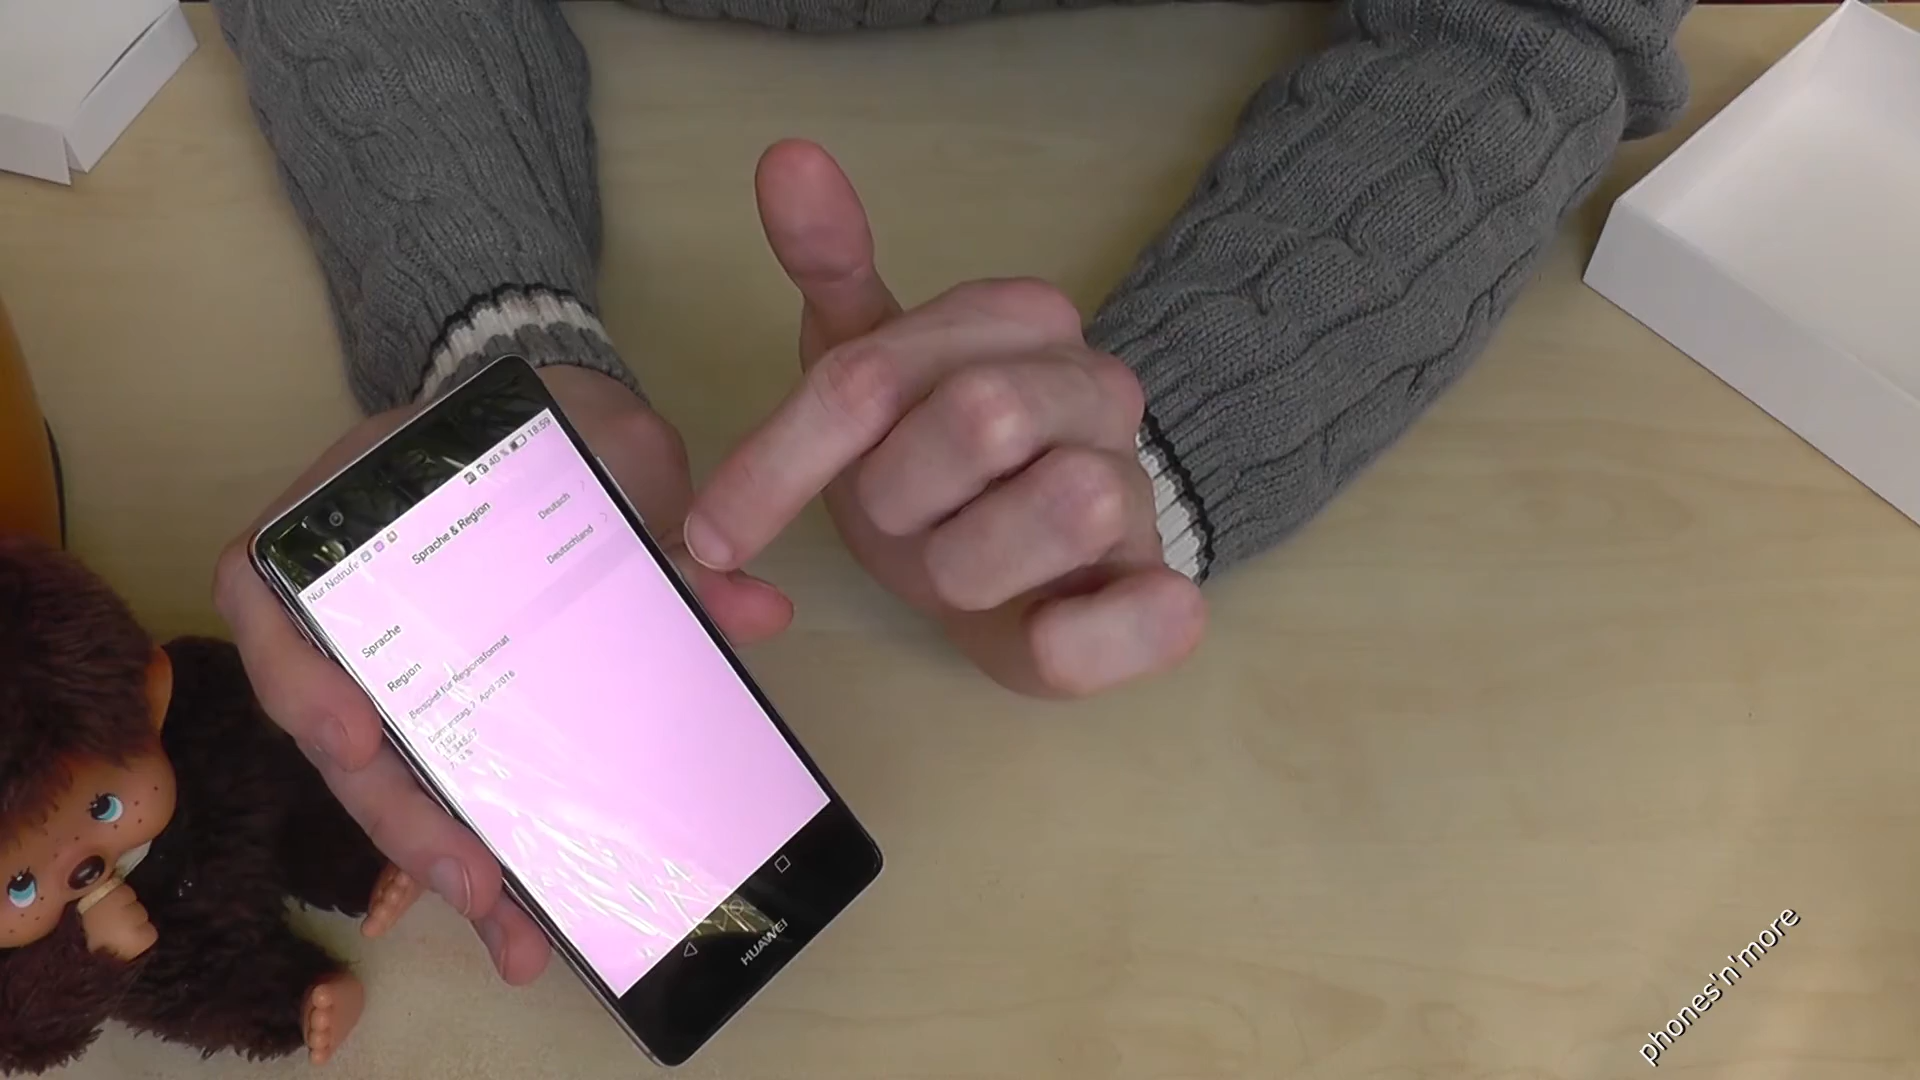 Nur Notrufe 40 % 18:59
Sprache & Region
Sprache Deutsch
Region Deutschland
Beispiel für Regionsformat
Donnerstag, 7. April 2016
HUAWEI
phones'n'more